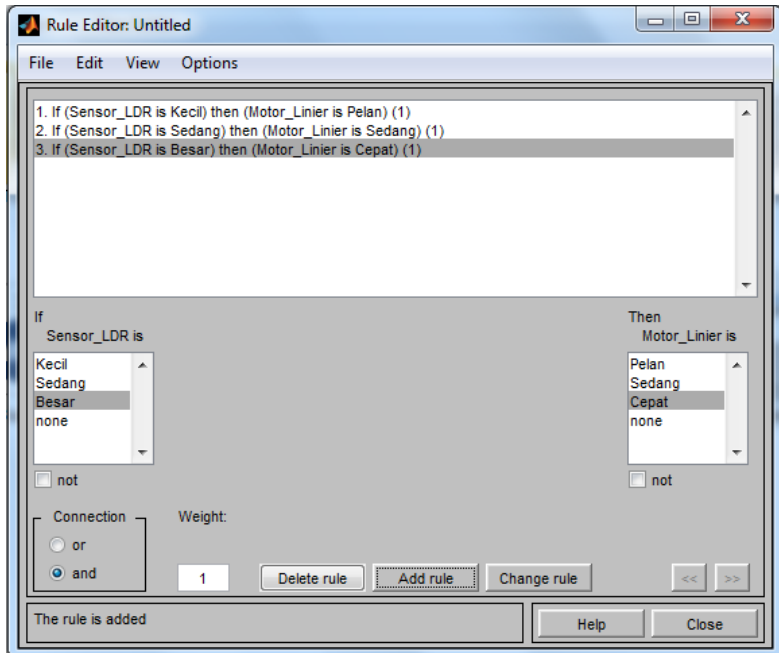 Rule Editor: Untitled
File Edit View Options
1. If (Sensor_LDR is Kecil) then (Motor_Linier is Pelan) (1)
2. If (Sensor_LDR is Sedang) then (Motor_Linier is Sedang) (1)
3. If (Sensor_LDR is Besar) then (Motor_Linier is Cepat) (1)
If
Sensor_LDR is
Kecil
Sedang
Besar
none
not
Then
Motor_Linier is
Pelan
Sedang
Cepat
none
not
Connection
or
and
Weight:
1
Delete rule
Add rule
Change rule
<< >>
The rule is added
Help
Close